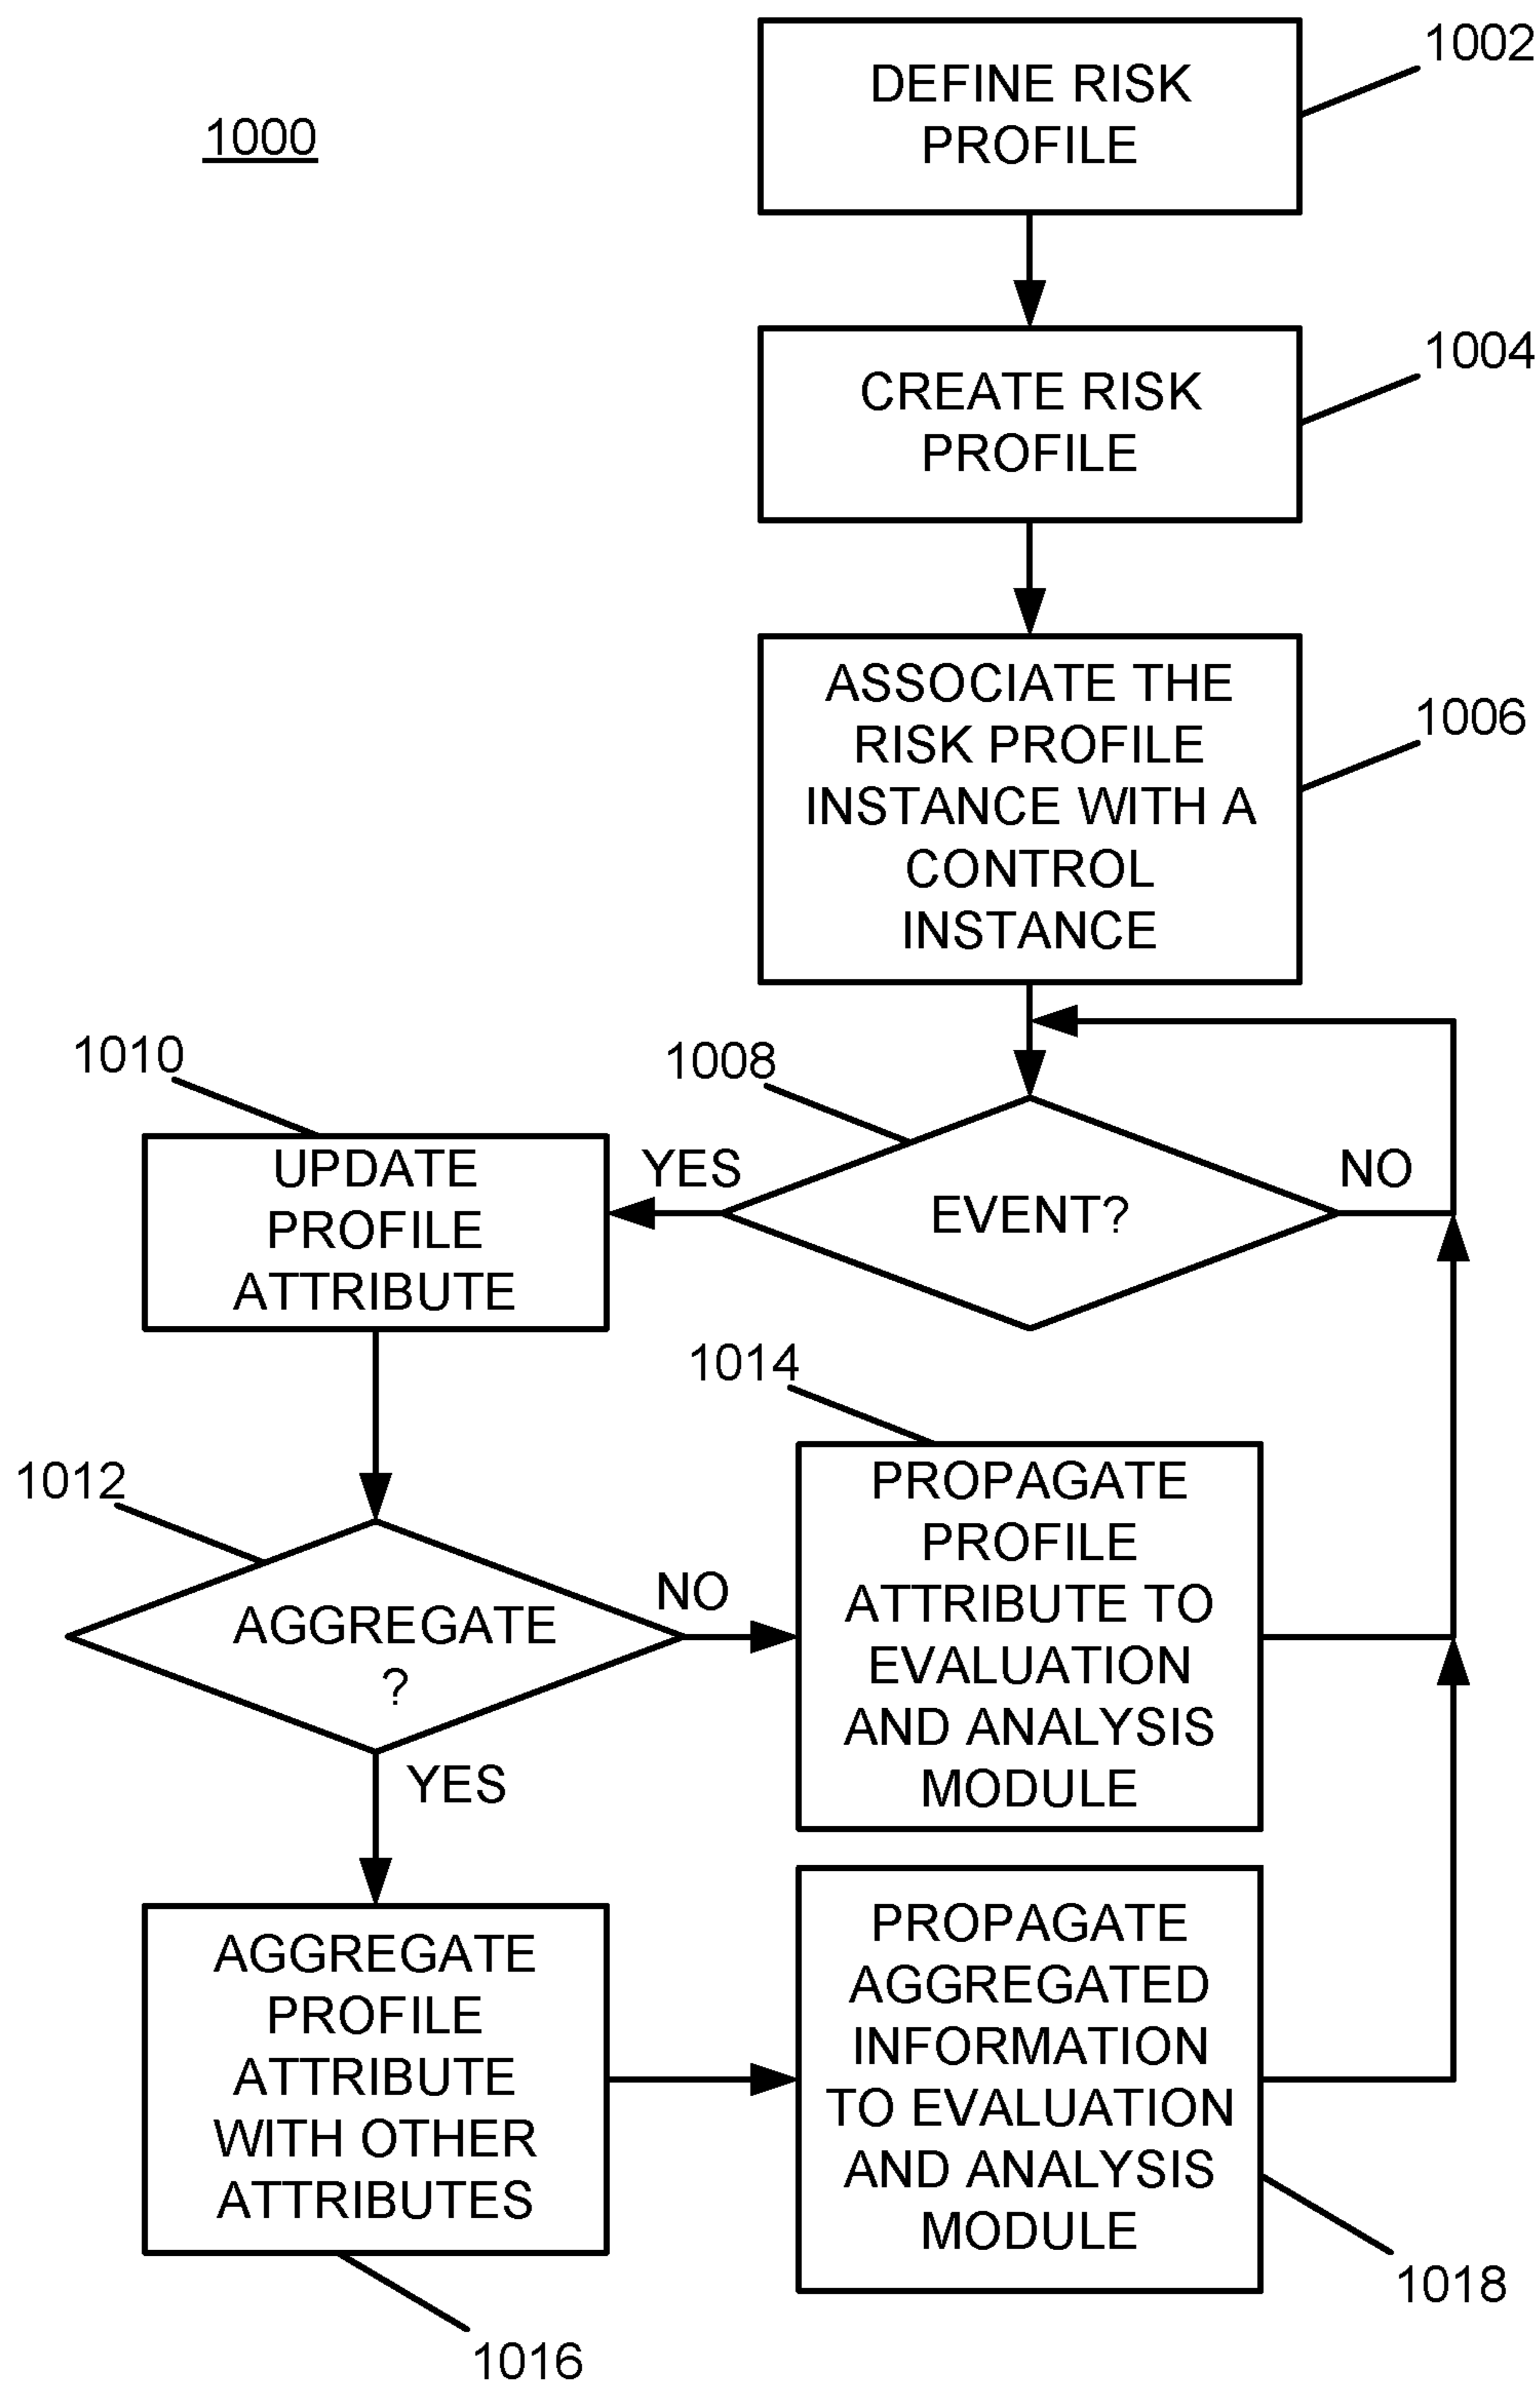 1000
DEFINE RISK
PROFILE
1002
CREATE RISK
PROFILE
1004
ASSOCIATE THE
RISK PROFILE
INSTANCE WITH A
CONTROL
INSTANCE
1006
1008
EVENT?
YES
NO
1010
UPDATE
PROFILE
ATTRIBUTE
1012
AGGREGATE
?
NO
YES
1014
PROPAGATE
PROFILE
ATTRIBUTE TO
EVALUATION
AND ANALYSIS
MODULE
AGGREGATE
PROFILE
ATTRIBUTE
WITH OTHER
ATTRIBUTES
1016
PROPAGATE
AGGREGATED
INFORMATION
TO EVALUATION
AND ANALYSIS
MODULE
1018